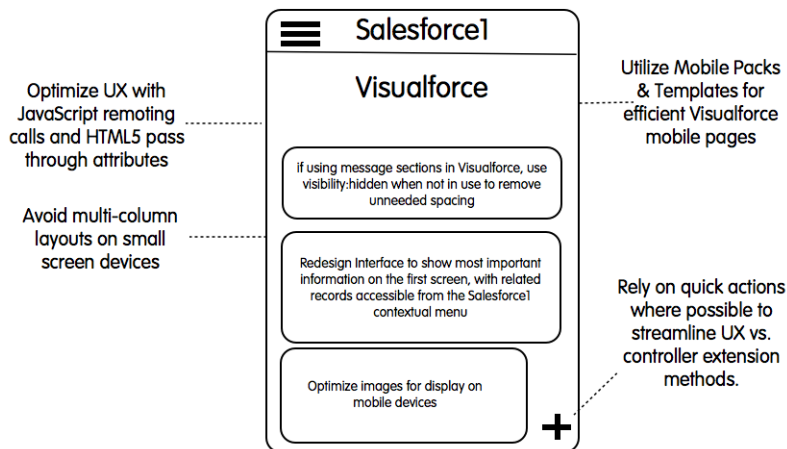 Salesforce1
Visualforce
Optimize UX with
JavaScript remoting
calls and HTML5 pass
through attributes
Avoid multi-column
layouts on small
screen devices
if using message sections in Visualforce, use
visibility:hidden when not in use to remove
unneeded spacing
Redesign Interface to show most important
information on the first screen, with related
records accessible from the Salesforce1
contextual menu
Optimize images for display on
mobile devices
Utilize Mobile Packs
& Templates for
efficient Visualforce
mobile pages
Rely on quick actions
where possible to
streamline UX vs.
controller extension
methods.